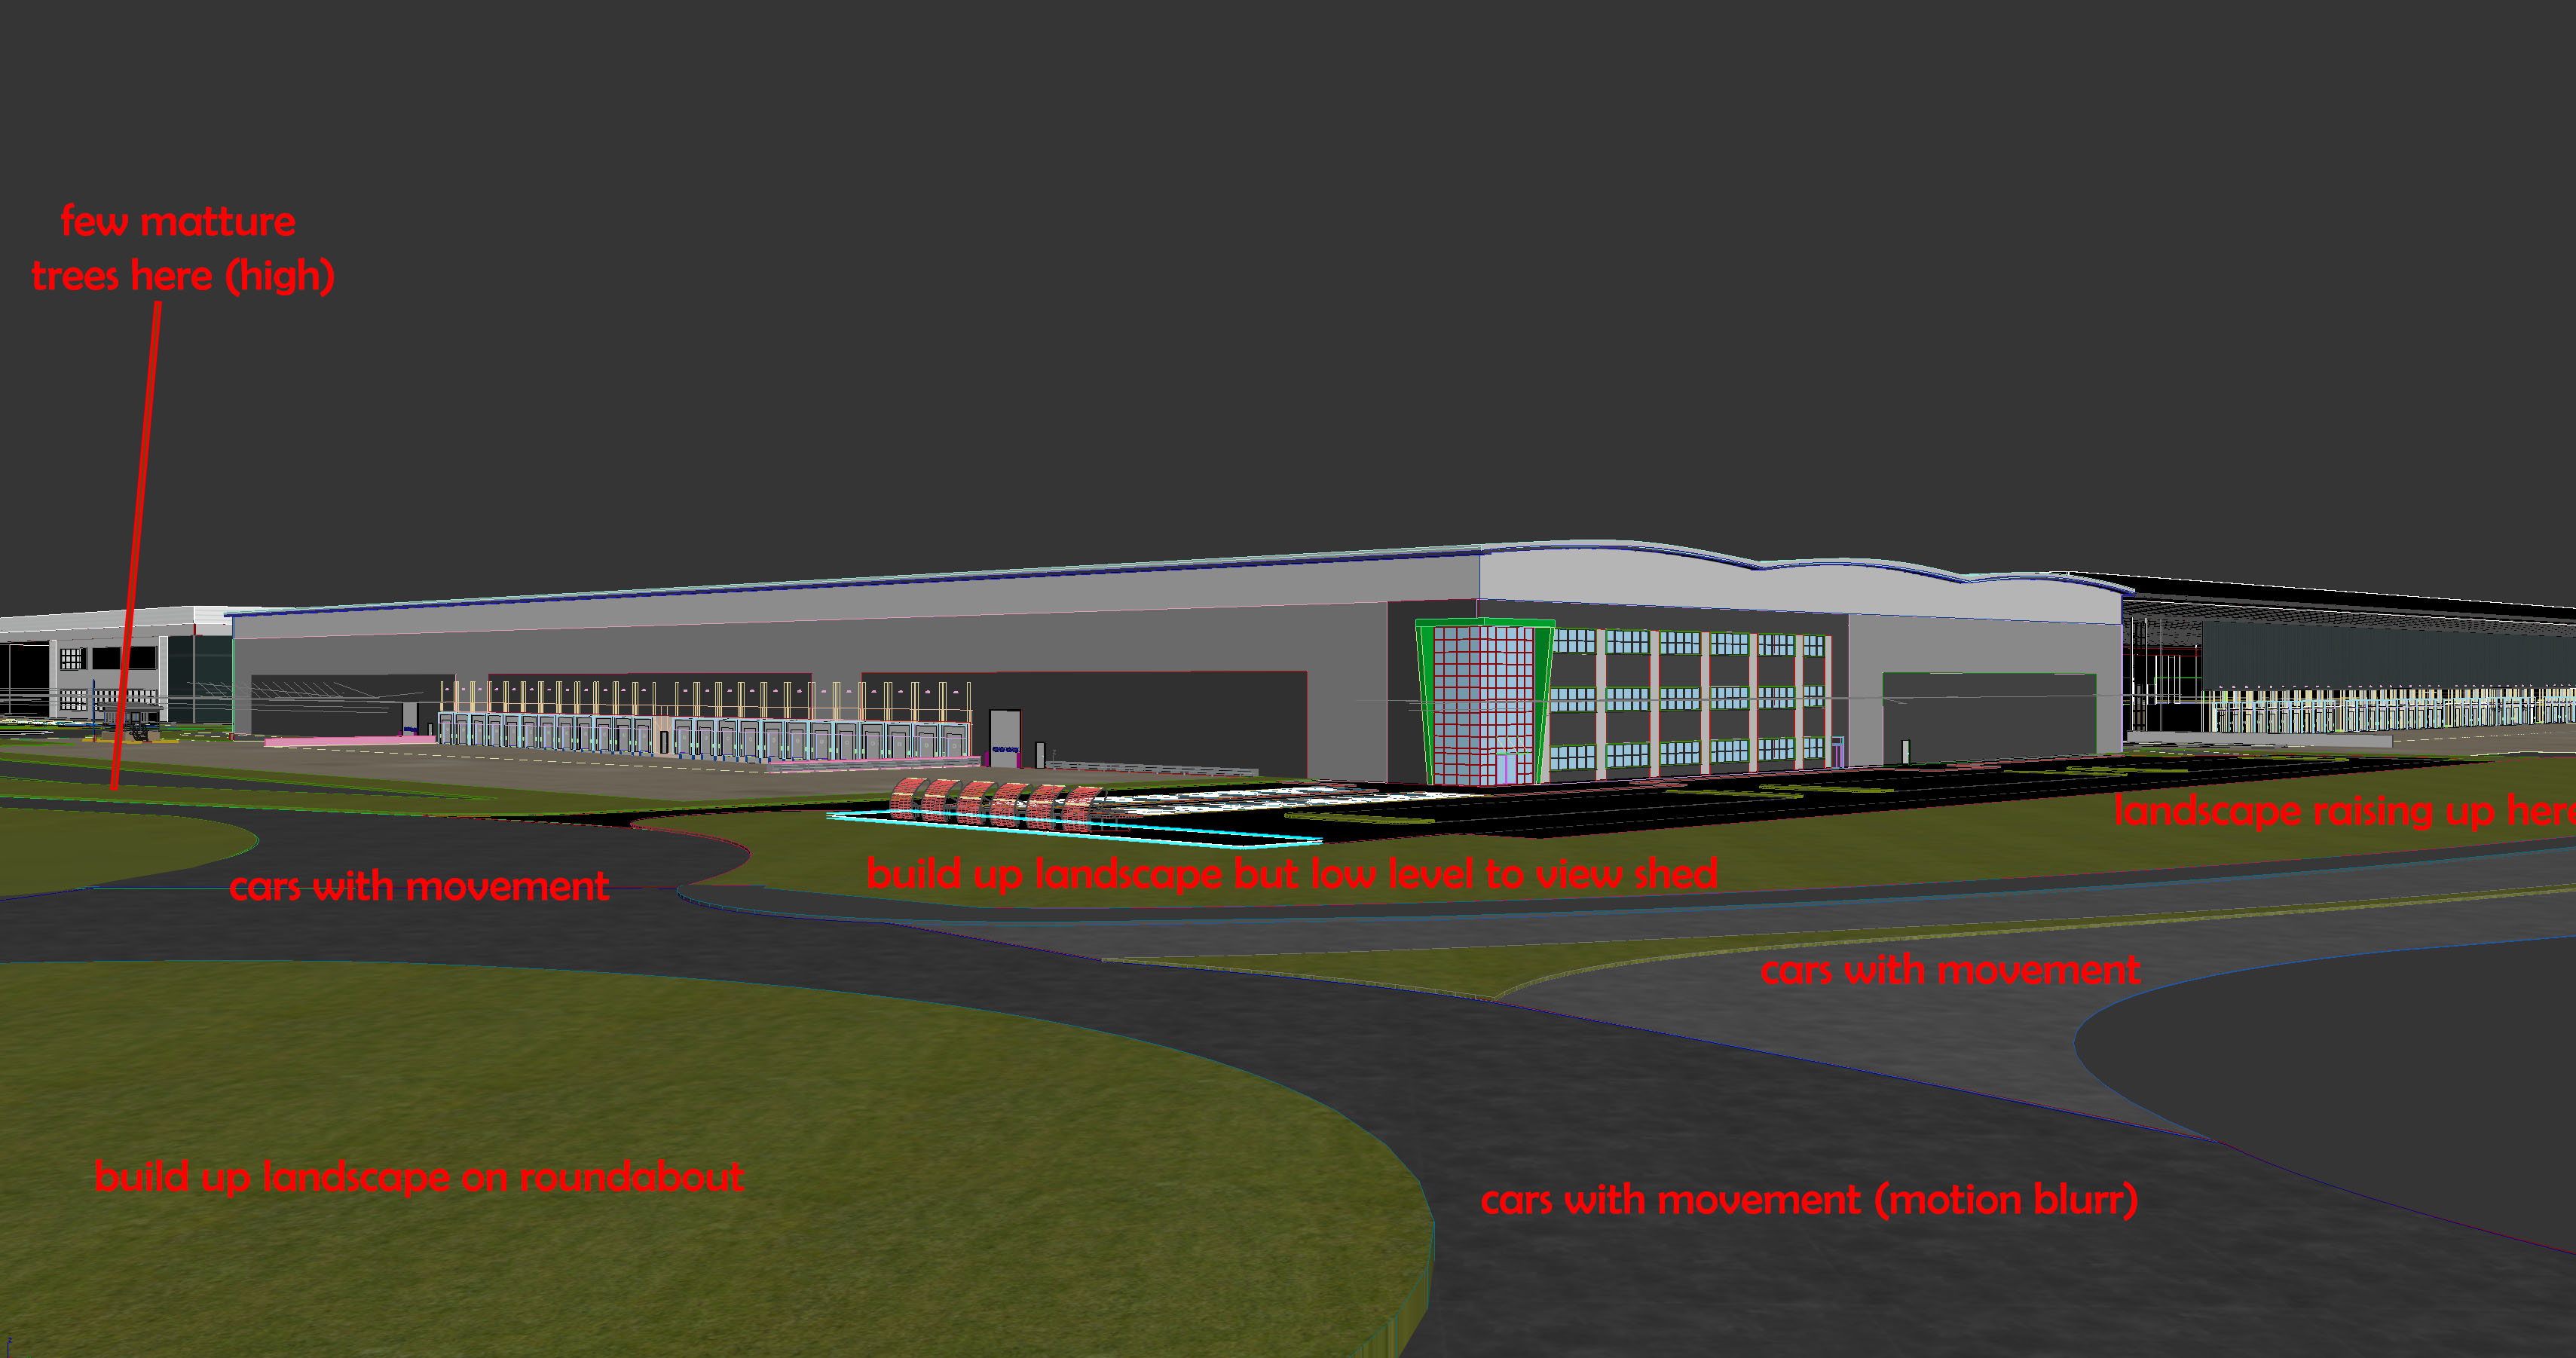 few matture
trees here (high)
landscape raising up here
build up landscape but low level to view shed
cars with movement
cars with movement
build up landscape on roundabout
cars with movement (motion blurr)